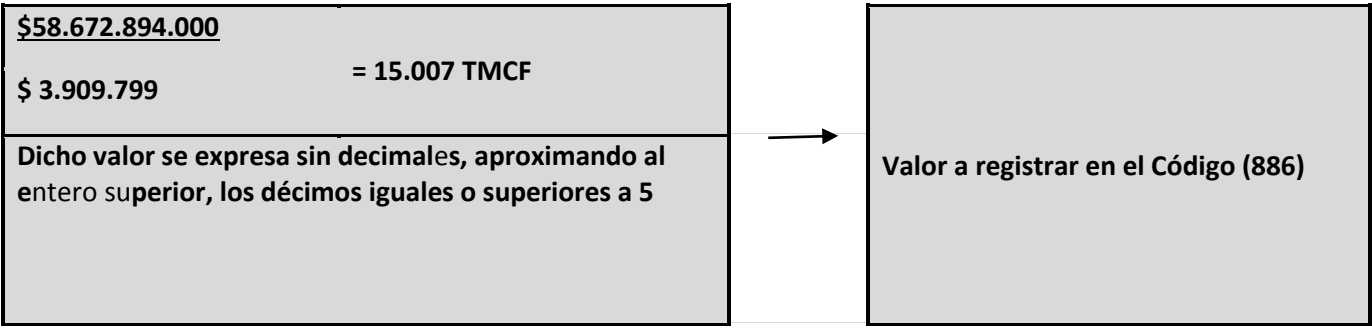 $58.672.894.000
= 15.007 TMCF
$ 3.909.799
Dicho valor se expresa sin decimales, aproximando al
entero superior, los décimos iguales o superiores a 5
Valor a registrar en el Código (886)